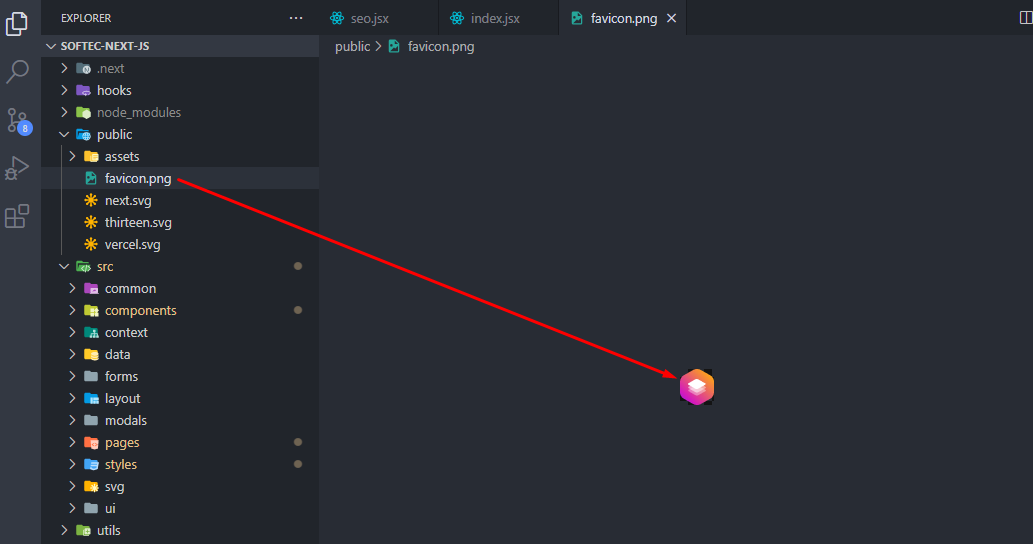 EXPLORER
SOFTEC-NEXT-JS
.next
hooks
node_modules
public
assets
favicon.png
next.svg
thirteen.svg
vercel.svg
src
common
components
context
data
forms
layout
modals
pages
styles
svg
ui
utils
8
seo.jsx
index.jsx
favicon.png
public > favicon.png